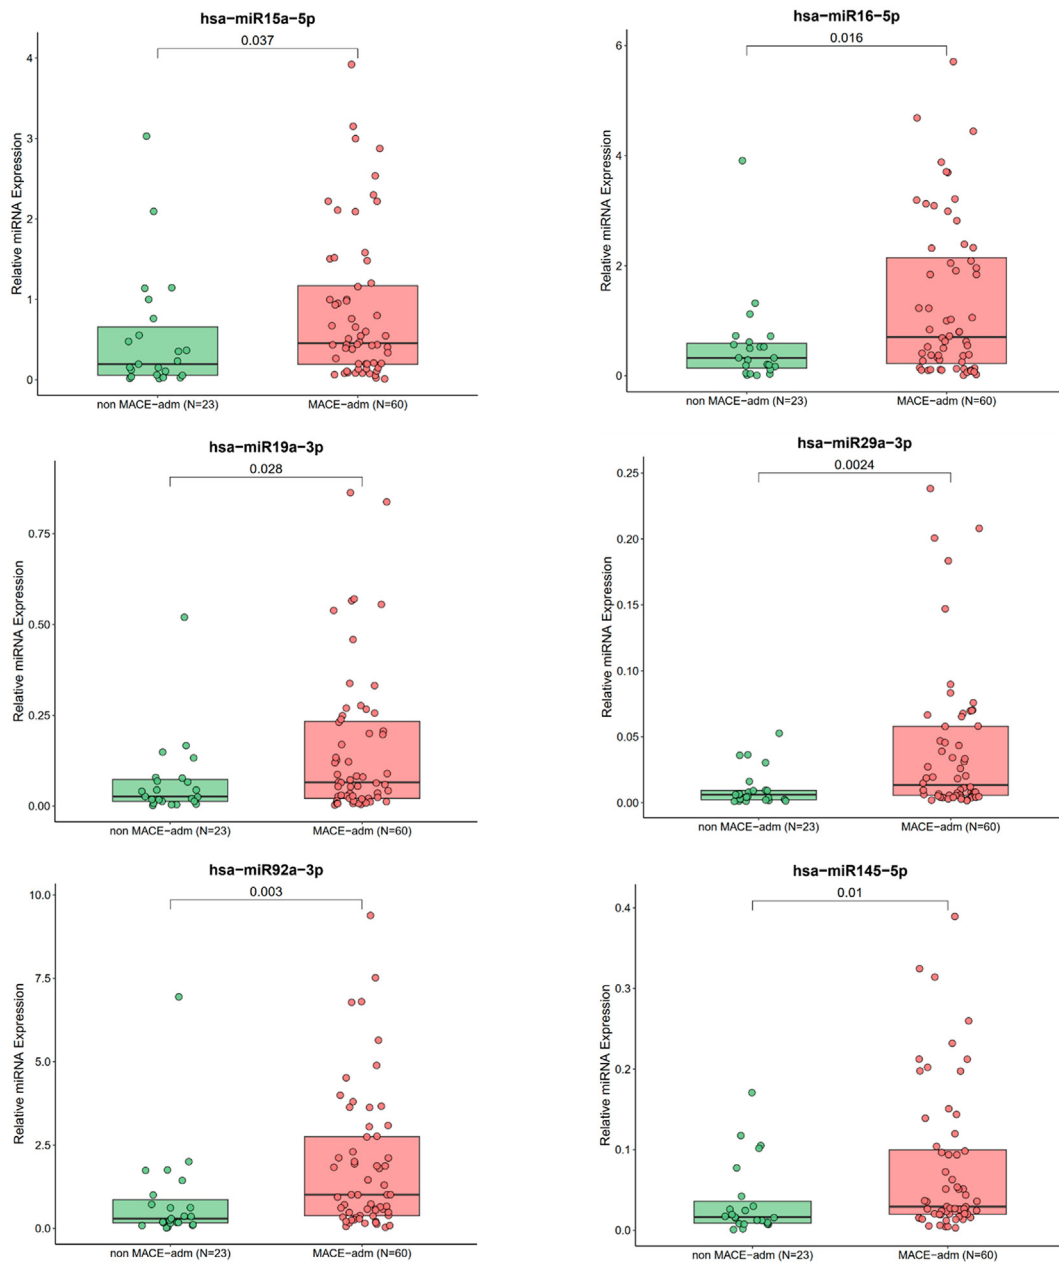 hsa−miR15a−5p
0.037
4
3
2
1
0
Relative miRNA Expression
non MACE−adm (N=23)
MACE−adm (N=60)
hsa−miR16−5p
0.016
6
4
2
0
Relative miRNA Expression
non MACE−adm (N=23)
MACE−adm (N=60)
hsa−miR19a−3p
0.028
0.75
0.50
0.25
0.00
Relative miRNA Expression
non MACE−adm (N=23)
MACE−adm (N=60)
hsa−miR29a−3p
0.0024
0.25
0.20
0.15
0.10
0.05
0.00
Relative miRNA Expression
non MACE−adm (N=23)
MACE−adm (N=60)
hsa−miR92a−3p
0.003
10.0
7.5
5.0
2.5
0.0
Relative miRNA Expression
non MACE−adm (N=23)
MACE−adm (N=60)
hsa−miR145−5p
0.01
0.4
0.3
0.2
0.1
0.0
Relative miRNA Expression
non MACE−adm (N=23)
MACE−adm (N=60)